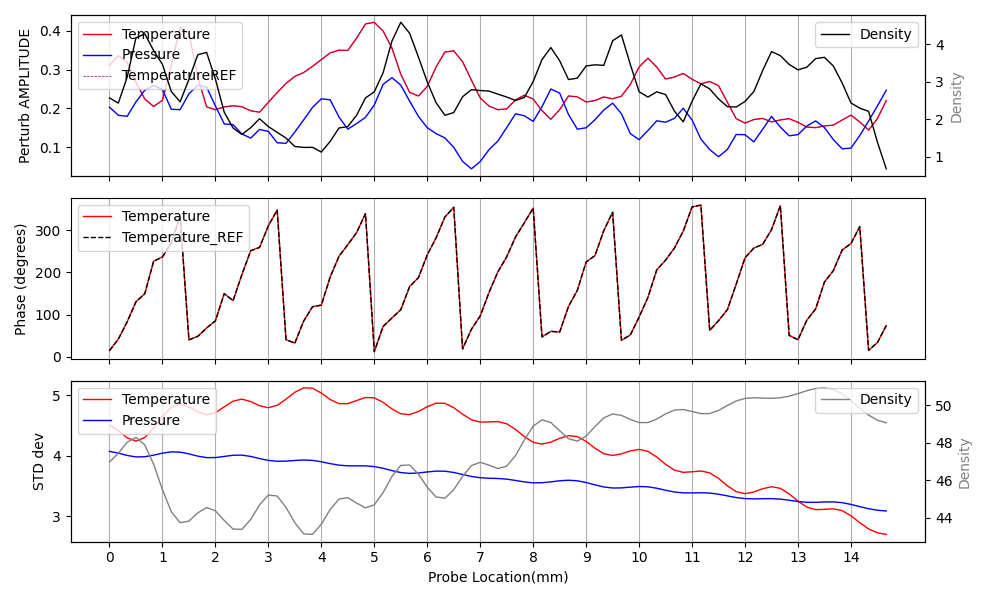 Perturb AMPLITUDE
0.4
0.3
0.2
0.1
Temperature
Pressure
TemperatureREF
Density
4
3
2
1
Density
Phase (degrees)
300
200
100
0
Temperature
Temperature_REF
STD dev
5
4
3
Temperature
Pressure
Density
50
48
46
44
Density
0 1 2 3 4 5 6 7 8 9 10 11 12 13 14
Probe Location(mm)